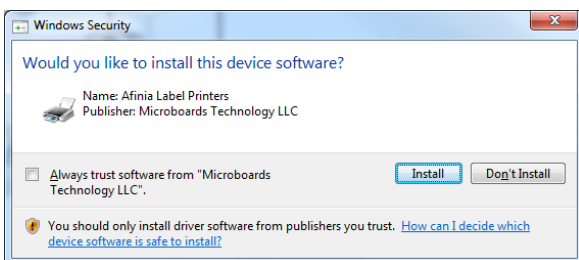 Windows Security
Would you like to install this device software?
Name: Afinia Label Printers
Publisher: Microboards Technology LLC
Always trust software from "Microboards
Technology LLC".
Install
Don't Install
You should only install driver software from publishers you trust. How can I decide which
device software is safe to install?